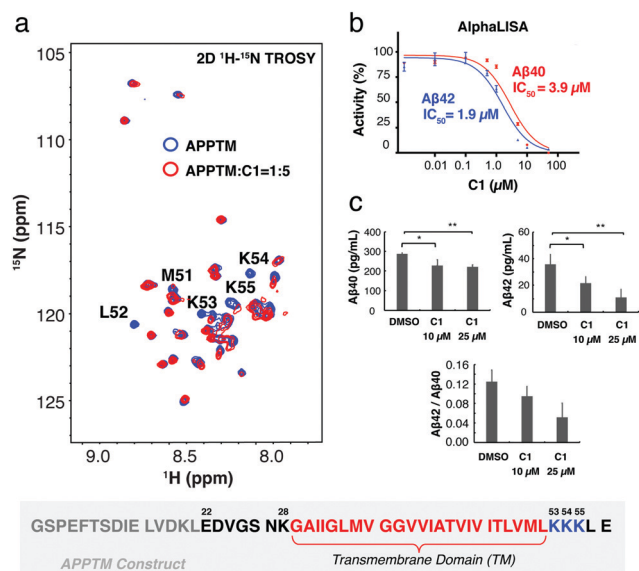 a
2D ¹H-¹⁵N TROSY
105
110
115
120
125
¹⁵N (ppm)
APPTM
APPTM:C1=1:5
M51
K54
K55
K53
L52
9.0
8.5
8.0
¹H (ppm)
b
AlphaLISA
100
75
50
25
0
Activity (%)
Aβ40
IC₅₀ = 3.9 µM
Aβ42
IC₅₀ = 1.9 µM
0.01
0.1
1.0
10
100
C1 (µM)
c
Aβ40 (pg/mL)
400
300
200
100
0
*
**
DMSO
C1
10 µM
C1
25 µM
Aβ42 (pg/mL)
60
40
20
0
*
**
DMSO
C1
10 µM
C1
25 µM
Aβ42 / Aβ40
0.16
0.12
0.08
0.04
0.00
DMSO
C1
10 µM
C1
25 µM
22 28 53 54 55
GSPEFTSDIE LVDKLEDVGS NKGAIIGLMV GGVVIATVIV ITLVMLKKKL E
APPTM Construct
Transmembrane Domain (TM)